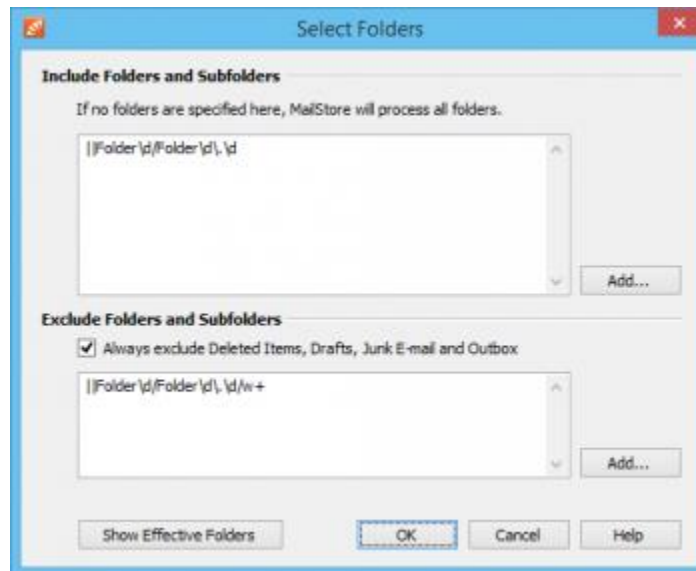 Select Folders
Include Folders and Subfolders
If no folders are specified here, MailStore will process all folders.
||Folder\d/Folder\d\.\d
Add...
Exclude Folders and Subfolders
Always exclude Deleted Items, Drafts, Junk E-mail and Outbox
||Folder\d/Folder\d\.\d/w+
Add...
Show Effective Folders OK Cancel Help